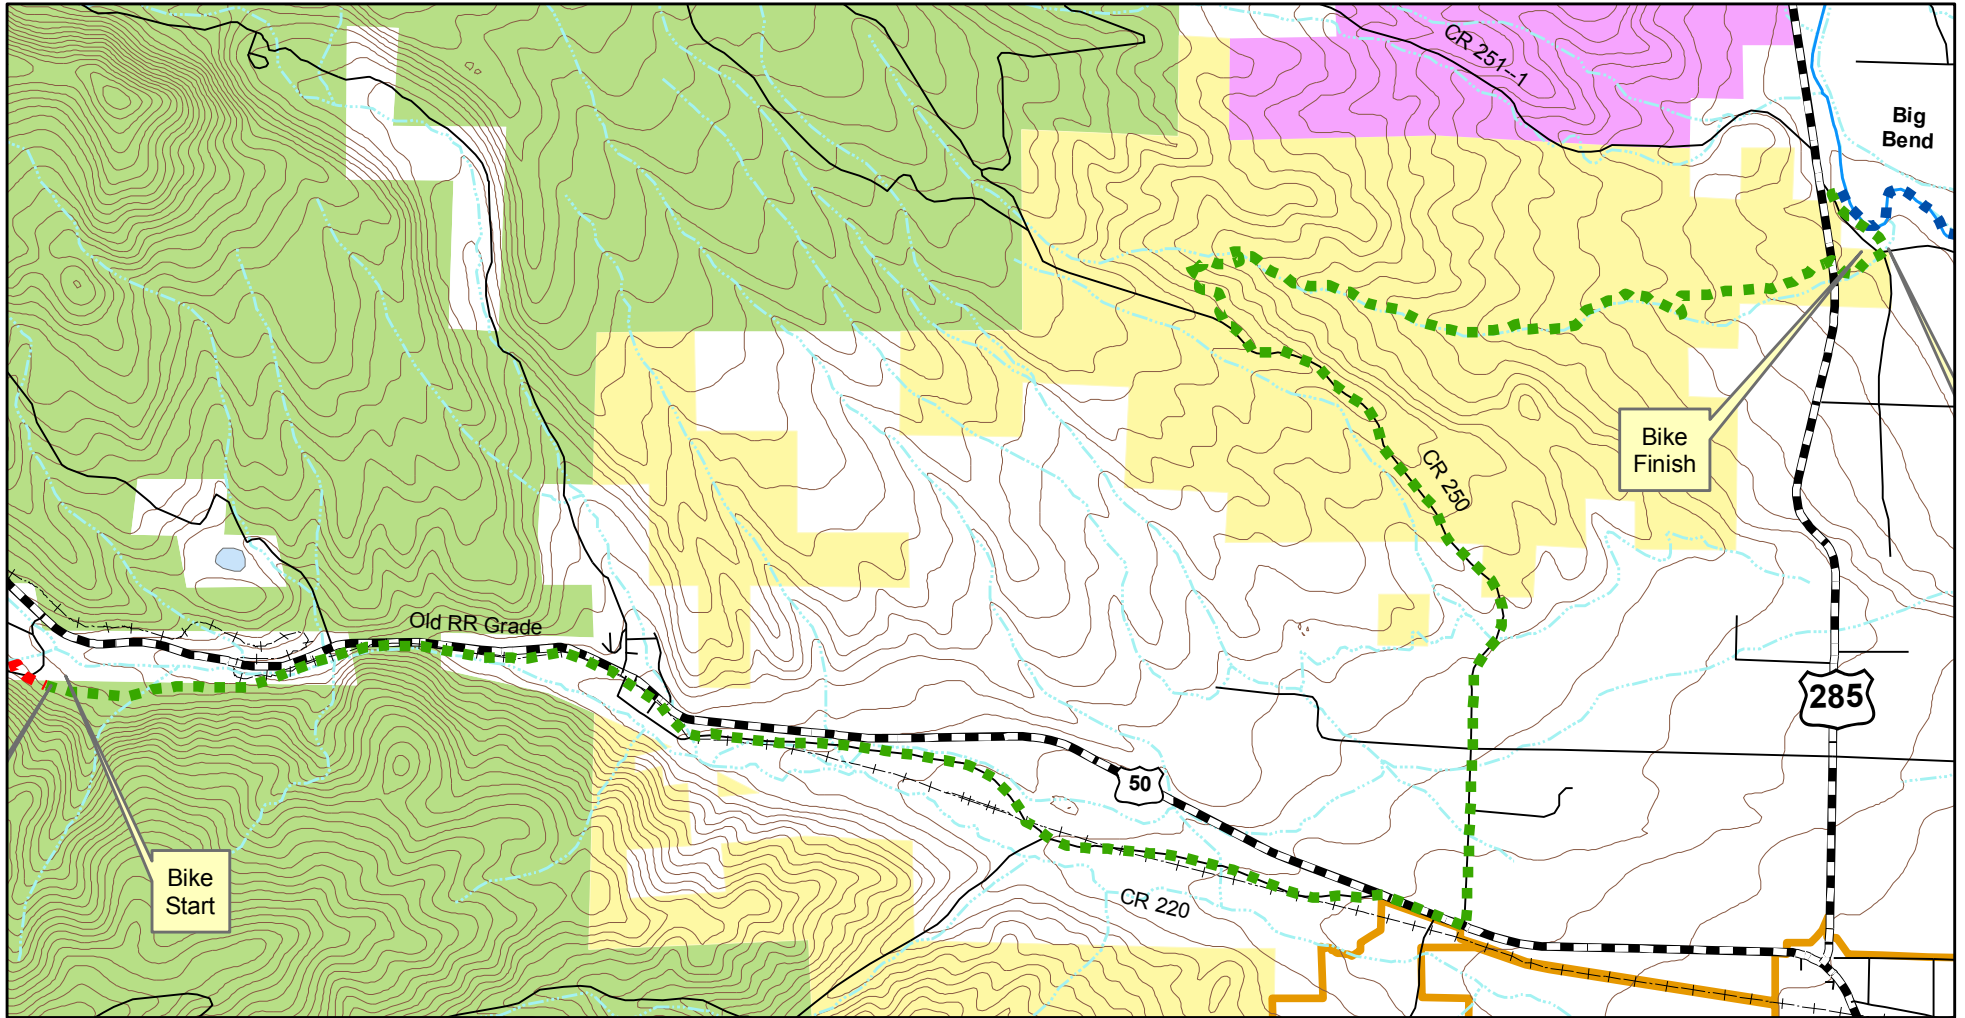 CR 251--1
Big
Bend
Bike
Finish
CR 250
Old RR Grade
285
50
Bike
Start
CR 220